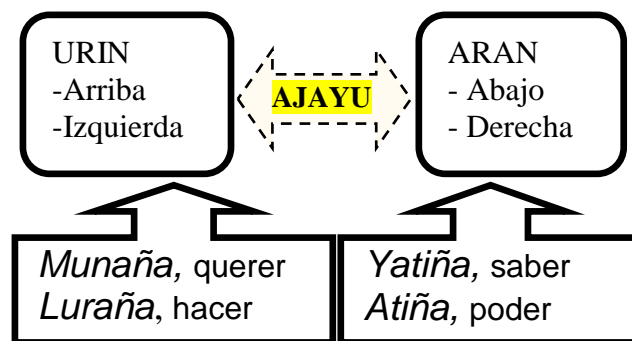 URIN
-Arriba
-Izquierda
AJAYU
ARAN
- Abajo
- Derecha
Munaña, querer
Luraña, hacer
Yatiña, saber
Atiña, poder